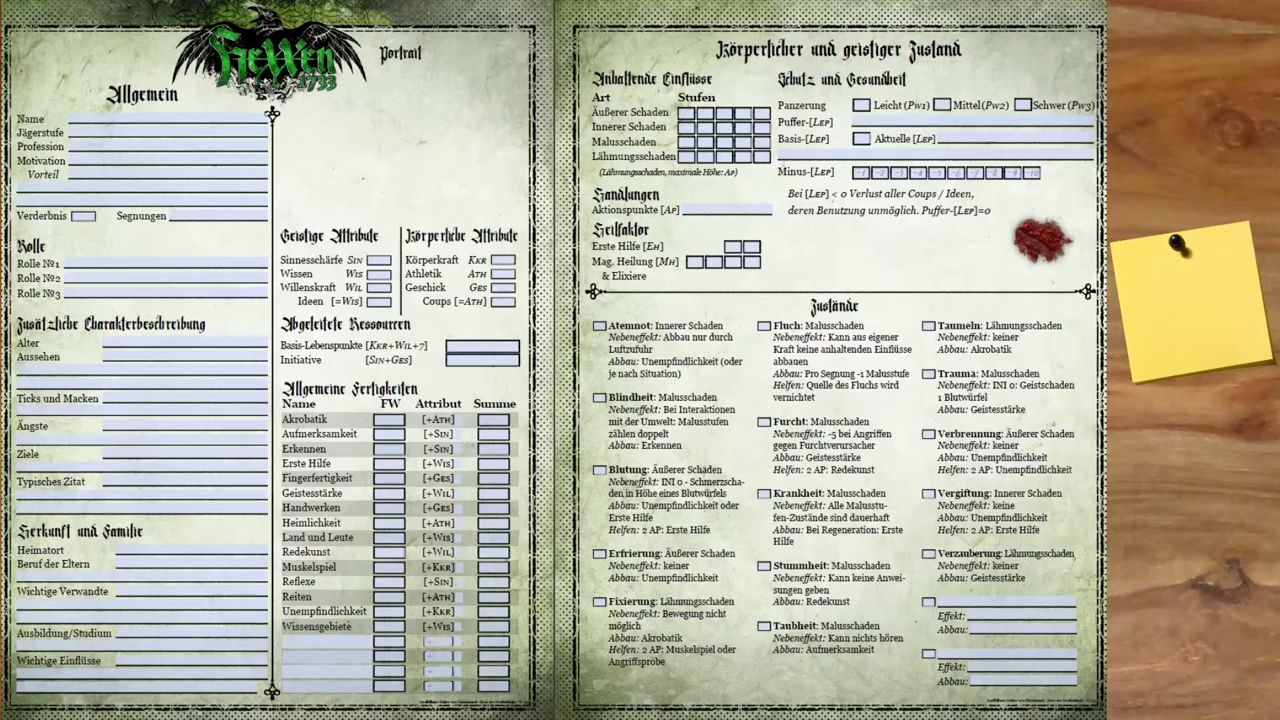 HeXXen
1733
Portrait
Allgemein
Name
Jägerstufe
Profession
Motivation
Vorteil
Verderbnis
Segnungen
Rolle
Rolle №1
Rolle №2
Rolle №3
Zusätzliche Charakterbeschreibung
Alter
Aussehen
Ticks und Macken
Ängste
Ziele
Typisches Zitat
Herkunft und Familie
Heimatort
Beruf der Eltern
Wichtige Verwandte
Ausbildung/Studium
Wichtige Einflüsse
Geistige Attribute
Sinnesschärfe SIN
Wissen WIS
Willenskraft WIL
Ideen [=WIS]
Körperliche Attribute
Körperkraft KKR
Athletik ATH
Geschick GES
Coups [=ATH]
Abgeleitete Ressourcen
Basis-Lebenspunkte [KKR+WIL+7]
Initiative [SIN+GES]
Allgemeine Fertigkeiten
Name FW Attribut Summe
Akrobatik [+ATH]
Aufmerksamkeit [+SIN]
Erkennen [+SIN]
Erste Hilfe [+WIS]
Fingerfertigkeit [+GES]
Geistesstärke [+WIL]
Handwerken [+GES]
Heimlichkeit [+ATH]
Land und Leute [+WIS]
Redekunst [+WIL]
Muskelspiel [+KKR]
Reflexe [+SIN]
Reiten [+ATH]
Unempfindlichkeit [+KKR]
Wissensgebiete [+WIS]
Körperlicher und geistiger Zustand
Anhaltende Einflüsse
Art Stufen
Äußerer Schaden
Innerer Schaden
Malusschaden
Lähmungsschaden
(Lähmungsschaden, maximale Höhe: AP)
Handlungen
Aktionspunkte [AP]
Heilfaktor
Erste Hilfe [EH]
Mag. Heilung [MH]
& Elixiere
Schutz und Gesundheit
Panzerung Leicht (PW1) Mittel (PW2) Schwer (PW3)
Puffer-[LEP]
Basis-[LEP] Aktuelle [LEP]
Minus-[LEP] -1 -2 -3 -4 -5 -6 -7 -8 -9 -10
Bei [LEP] < 0 Verlust aller Coups / Ideen,
deren Benutzung unmöglich. Puffer-[LEP]=0
Zustände
Atemnot: Innerer Schaden
Nebeneffekt: Abbau nur durch
Luftzufuhr
Abbau: Unempfindlichkeit (oder
je nach Situation)
Blindheit: Malusschaden
Nebeneffekt: Bei Interaktionen
mit der Umwelt: Malusstufen
zählen doppelt
Abbau: Erkennen
Blutung: Äußerer Schaden
Nebeneffekt: INI 0 - Schmerzscha-
den in Höhe eines Blutwürfels
Abbau: Unempfindlichkeit oder
Erste Hilfe
Helfen: 2 AP: Erste Hilfe
Erfrierung: Äußerer Schaden
Nebeneffekt: keiner
Abbau: Unempfindlichkeit
Fixierung: Lähmungsschaden
Nebeneffekt: Bewegung nicht
möglich
Abbau: Akrobatik
Helfen: 2 AP: Muskelspiel oder
Angriffsprobe
Fluch: Malusschaden
Nebeneffekt: Kann aus eigener
Kraft keine anhaltenden Einflüsse
abbauen
Abbau: Pro Segnung -1 Malusstufe
Helfen: Quelle des Fluchs wird
vernichtet
Furcht: Malusschaden
Nebeneffekt: -5 bei Angriffen
gegen Furchtverursacher
Abbau: Geistesstärke
Helfen: 2 AP: Redekunst
Krankheit: Malusschaden
Nebeneffekt: Alle Malusstu-
fen-Zustände sind dauerhaft
Abbau: Bei Regeneration: Erste
Hilfe
Stummheit: Malusschaden
Nebeneffekt: Kann keine Anwei-
sungen geben
Abbau: Redekunst
Taubheit: Malusschaden
Nebeneffekt: Kann nichts hören
Abbau: Aufmerksamkeit
Taumeln: Lähmungsschaden
Nebeneffekt: keiner
Abbau: Akrobatik
Trauma: Malusschaden
Nebeneffekt: INI 0: Geistschaden
1 Blutwürfel
Abbau: Geistesstärke
Verbrennung: Äußerer Schaden
Nebeneffekt: keiner
Abbau: Unempfindlichkeit
Helfen: 2 AP: Unempfindlichkeit
Vergiftung: Innerer Schaden
Nebeneffekt: keine
Abbau: Unempfindlichkeit
Helfen: 2 AP: Erste Hilfe
Verzauberung: Lähmungsschaden
Nebeneffekt: keiner
Abbau: Geistesstärke
Effekt:
Abbau:
Effekt:
Abbau: